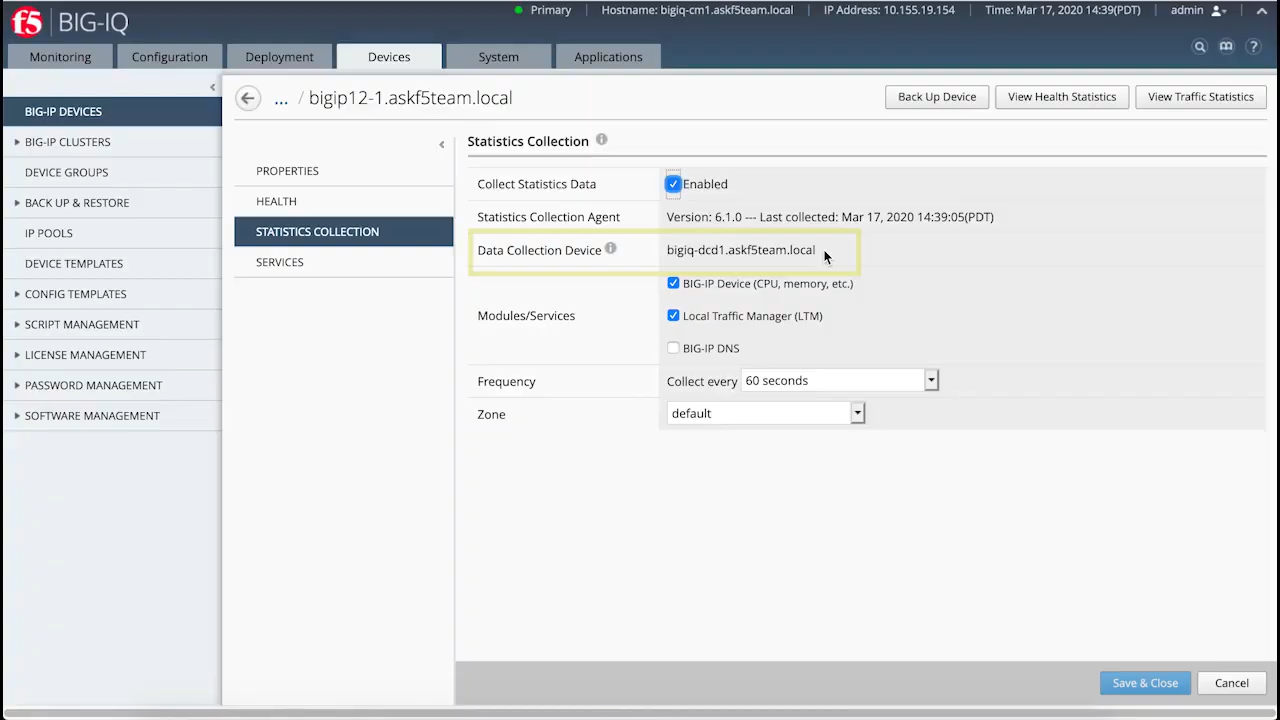 f5 BIG-IQ
Primary
Hostname: bigiq-cm1.askf5team.local
IP Address: 10.155.19.154
Time: Mar 17, 2020 14:39(PDT)
admin
Monitoring
Configuration
Deployment
Devices
System
Applications
BIG-IP DEVICES
BIG-IP CLUSTERS
DEVICE GROUPS
BACK UP & RESTORE
IP POOLS
DEVICE TEMPLATES
CONFIG TEMPLATES
SCRIPT MANAGEMENT
LICENSE MANAGEMENT
PASSWORD MANAGEMENT
SOFTWARE MANAGEMENT
... / bigip12-1.askf5team.local
Back Up Device
View Health Statistics
View Traffic Statistics
PROPERTIES
HEALTH
STATISTICS COLLECTION
SERVICES
Statistics Collection
Collect Statistics Data
Enabled
Statistics Collection Agent
Version: 6.1.0 --- Last collected: Mar 17, 2020 14:39:05(PDT)
Data Collection Device
bigiq-dcd1.askf5team.local
Modules/Services
BIG-IP Device (CPU, memory, etc.)
Local Traffic Manager (LTM)
BIG-IP DNS
Frequency
Collect every 60 seconds
Zone
default
Save & Close
Cancel